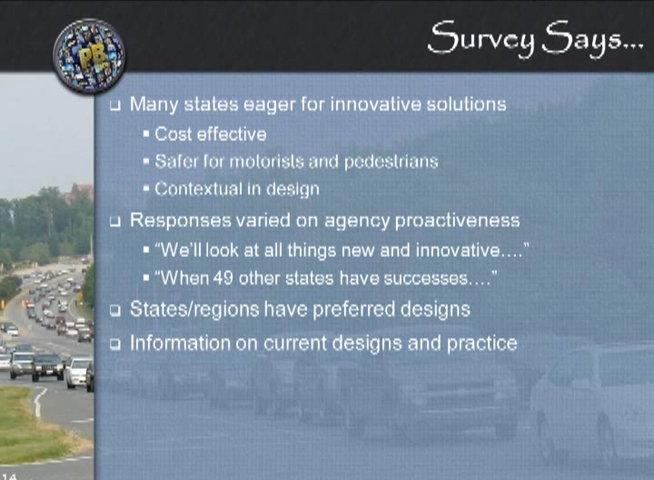 Survey Says...
PB
Many states eager for innovative solutions
Cost effective
Safer for motorists and pedestrians
Contextual in design
Responses varied on agency proactiveness
“We’ll look at all things new and innovative....”
“When 49 other states have successes....”
States/regions have preferred designs
Information on current designs and practice
14